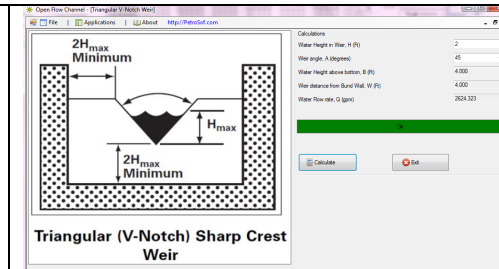 Open Flow Channel - [Triangular V-Notch Weir]
File Applications About http://PetroSof.com
2Hmax
Minimum
Hmax
2Hmax
Minimum
Triangular (V-Notch) Sharp Crest
Weir
Calculations
Water Height in Weir, H (Ft) 2
Weir angle, A (degrees) 45
Water Height above bottom, B (Ft) 4.000
Weir distance from Bund Wall, W (Ft) 4.000
Water Flow rate, Q (gpm) 2624.323
Calculate Exit